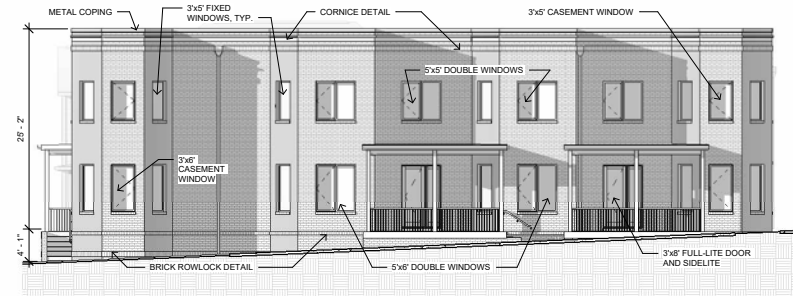 METAL COPING
3'x5' FIXED
WINDOWS, TYP.
CORNICE DETAIL
3'x5' CASEMENT WINDOW
5'x5' DOUBLE WINDOWS
25' - 2"
3'x6'
CASEMENT
WINDOW
4' - 1"
BRICK ROWLOCK DETAIL
5'x6' DOUBLE WINDOWS
3'x8' FULL-LITE DOOR
AND SIDELITE